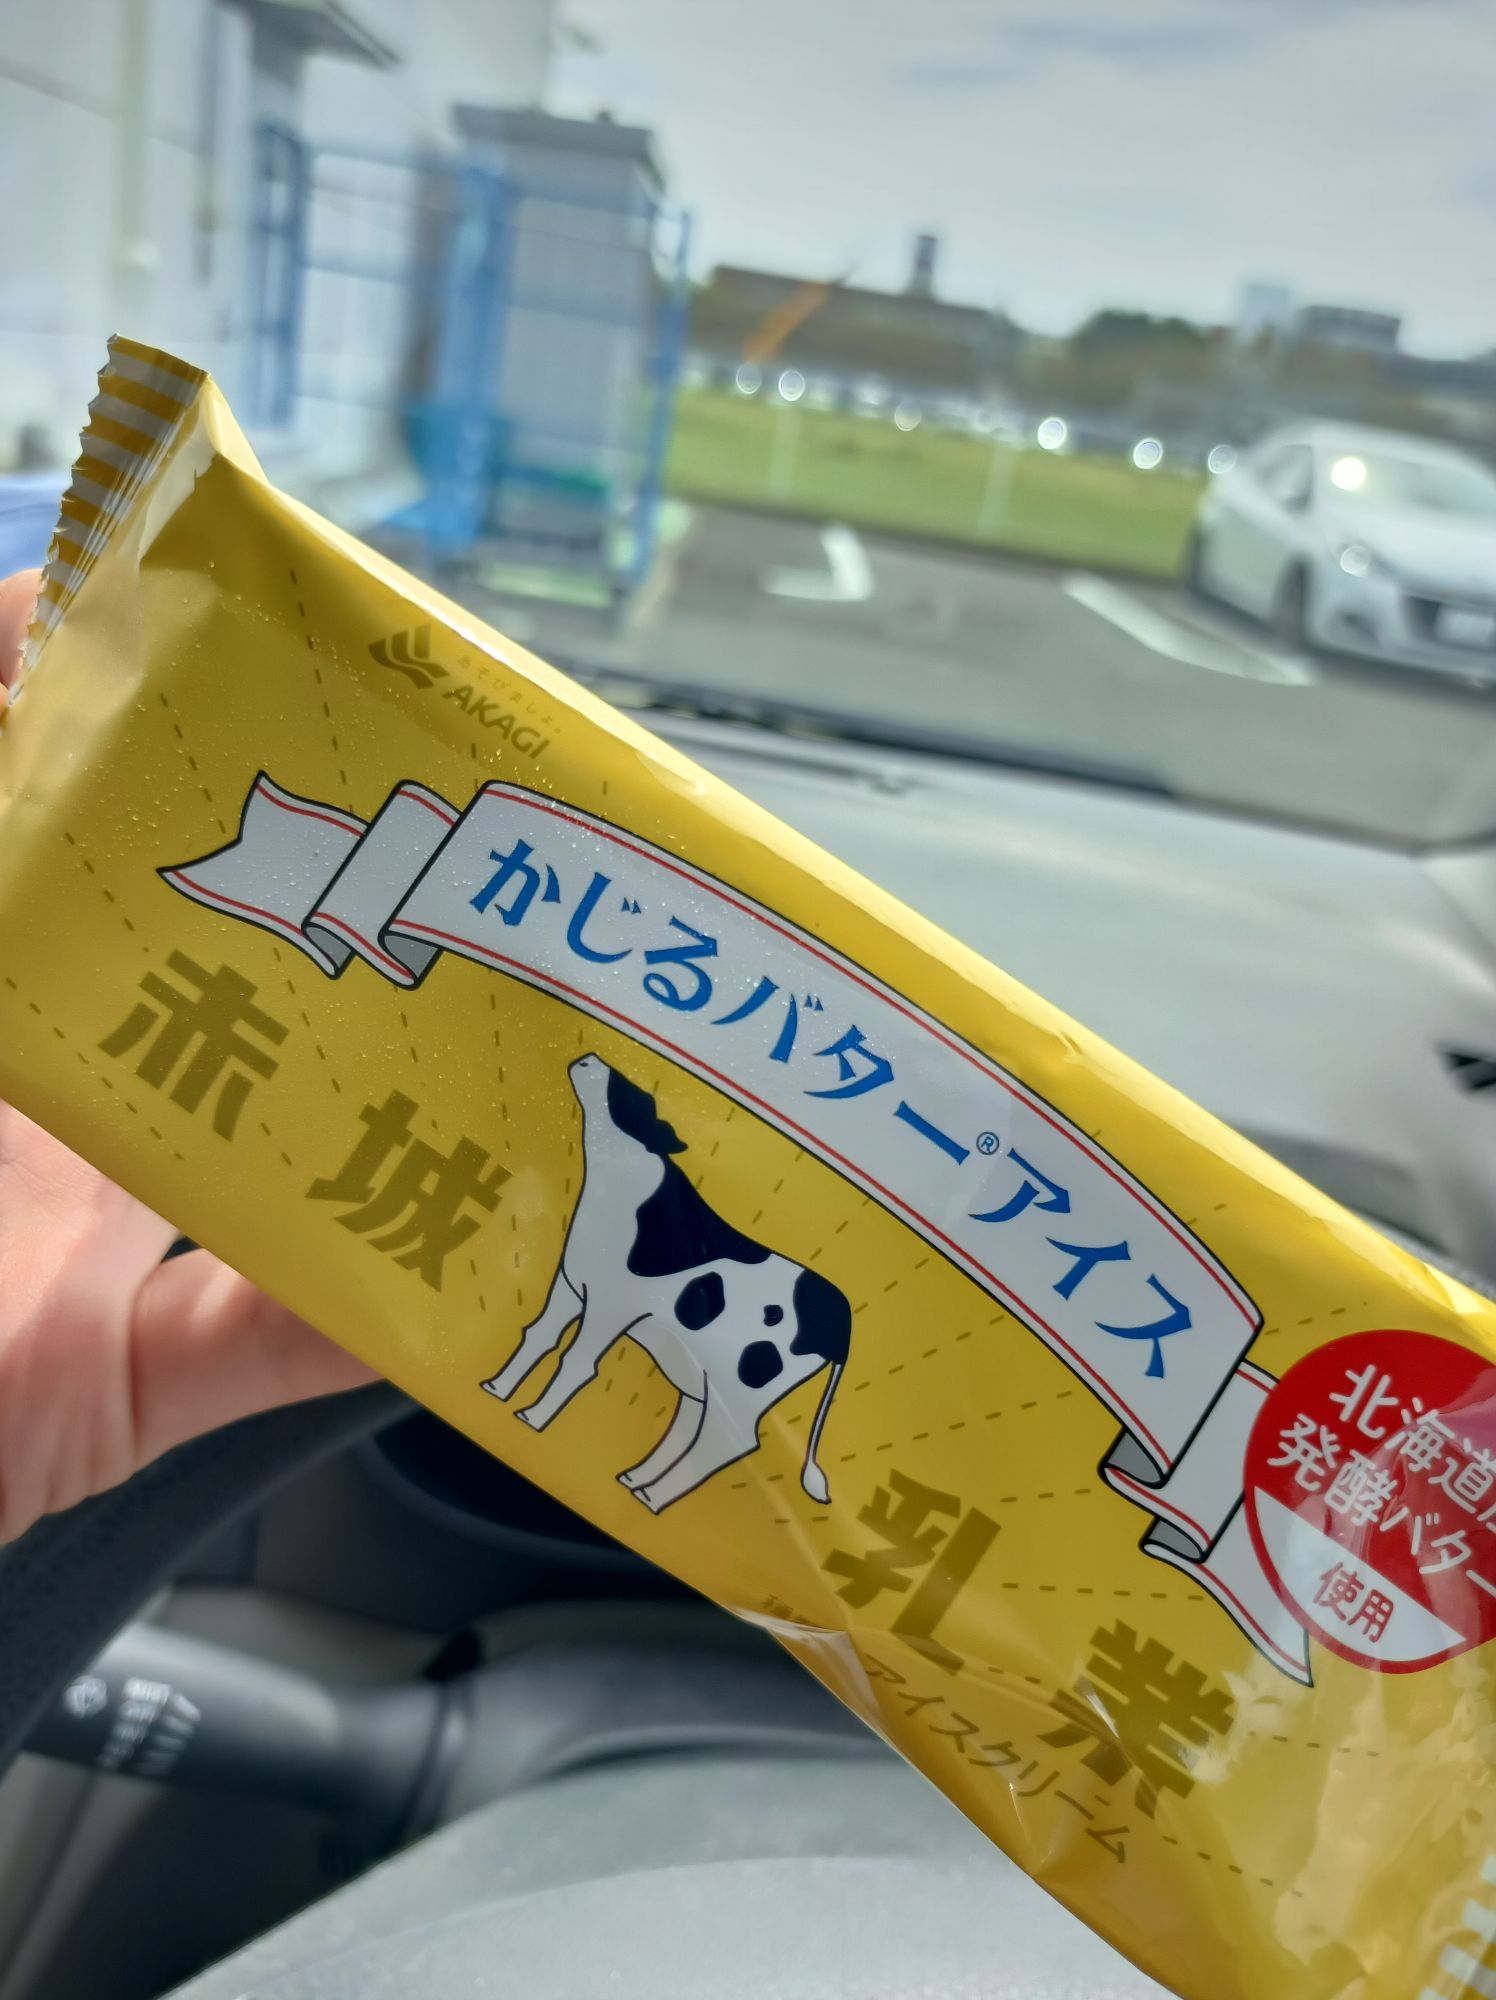 あそびましょ。
AKAGI
かじるバター®アイス
赤城
乳業
アイスクリーム
北海道
発酵バター
使用